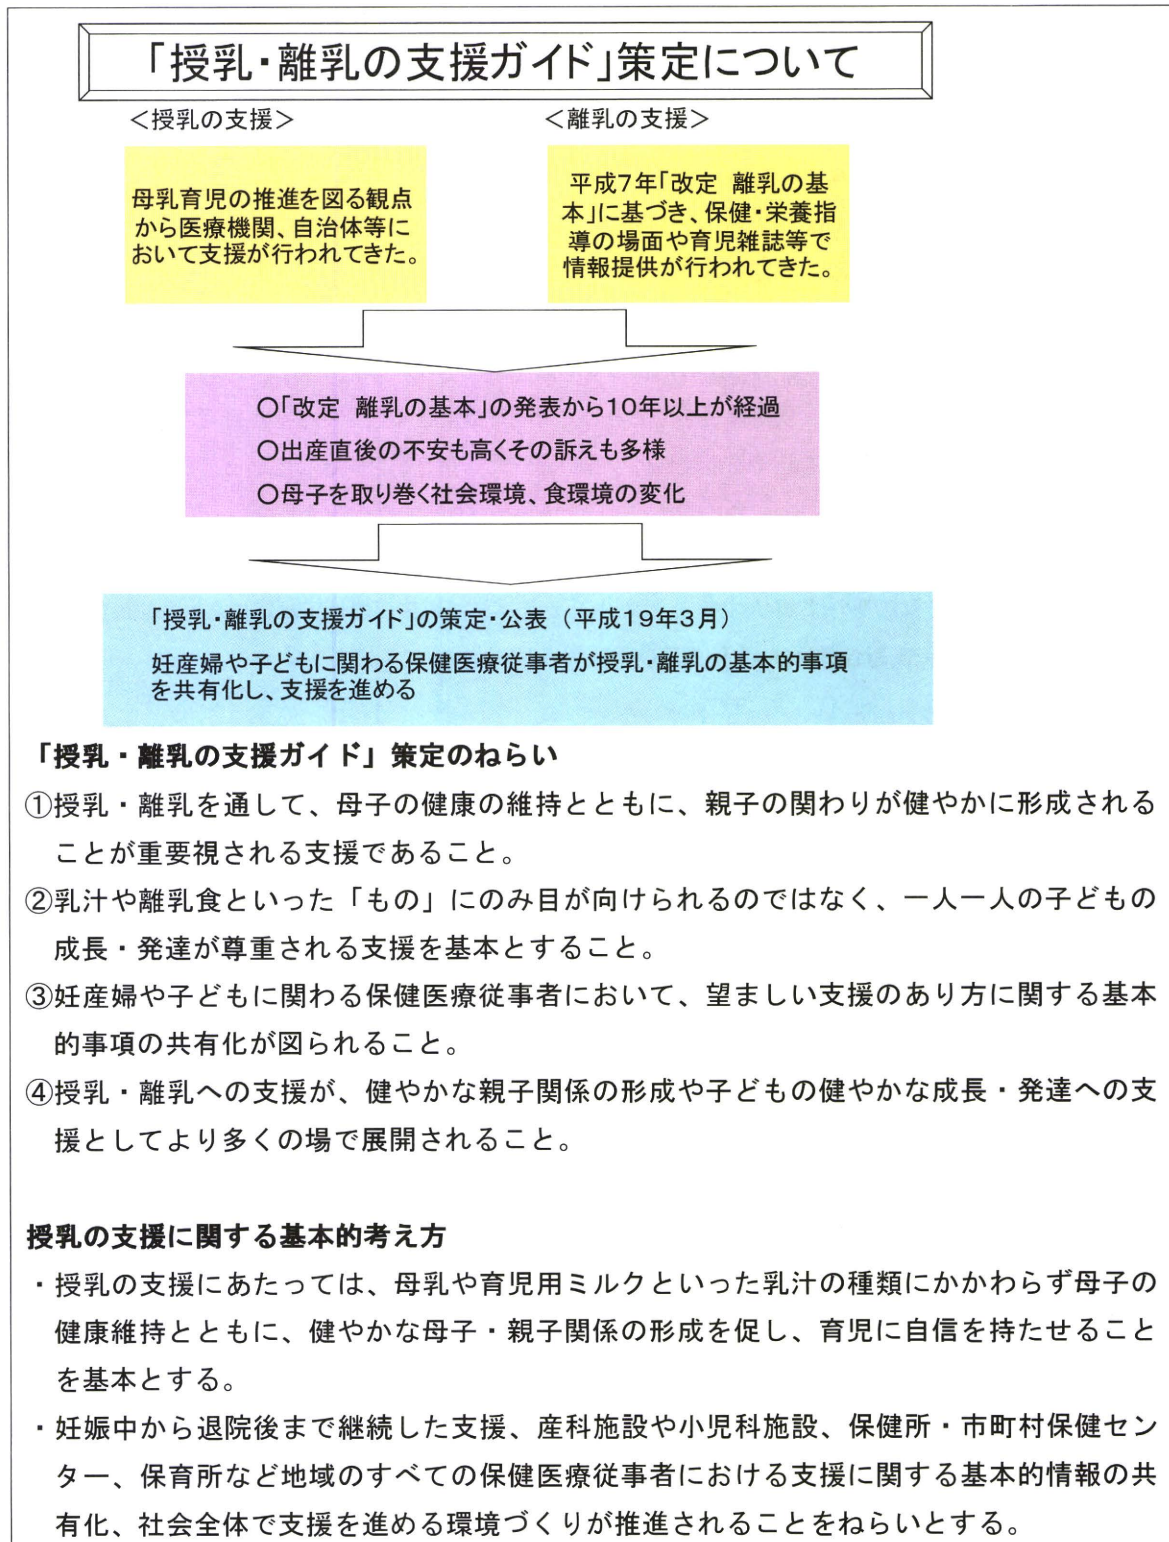 「授乳・離乳の支援ガイド」策定について
＜授乳の支援＞
＜離乳の支援＞
母乳育児の推進を図る観点
から医療機関、自治体等に
おいて支援が行われてきた。
平成7年「改定 離乳の基
本」に基づき、保健・栄養指
導の場面や育児雑誌等で
情報提供が行われてきた。
○「改定 離乳の基本」の発表から10年以上が経過
○出産直後の不安も高くその訴えも多様
○母子を取り巻く社会環境、食環境の変化
「授乳・離乳の支援ガイド」の策定・公表（平成19年3月）
妊産婦や子どもに関わる保健医療従事者が授乳・離乳の基本的事項
を共有化し、支援を進める
「授乳・離乳の支援ガイド」策定のねらい
①授乳・離乳を通して、母子の健康の維持とともに、親子の関わりが健やかに形成される
ことが重要視される支援であること。
②乳汁や離乳食といった「もの」にのみ目が向けられるのではなく、一人一人の子どもの
成長・発達が尊重される支援を基本とすること。
③妊産婦や子どもに関わる保健医療従事者において、望ましい支援のあり方に関する基本
的事項の共有化が図られること。
④授乳・離乳への支援が、健やかな親子関係の形成や子どもの健やかな成長・発達への支
援としてより多くの場で展開されること。
授乳の支援に関する基本的考え方
・授乳の支援にあたっては、母乳や育児用ミルクといった乳汁の種類にかかわらず母子の
健康維持とともに、健やかな母子・親子関係の形成を促し、育児に自信を持たせること
を基本とする。
・妊娠中から退院後まで継続した支援、産科施設や小児科施設、保健所・市町村保健セン
ター、保育所など地域のすべての保健医療従事者における支援に関する基本的情報の共
有化、社会全体で支援を進める環境づくりが推進されることをねらいとする。